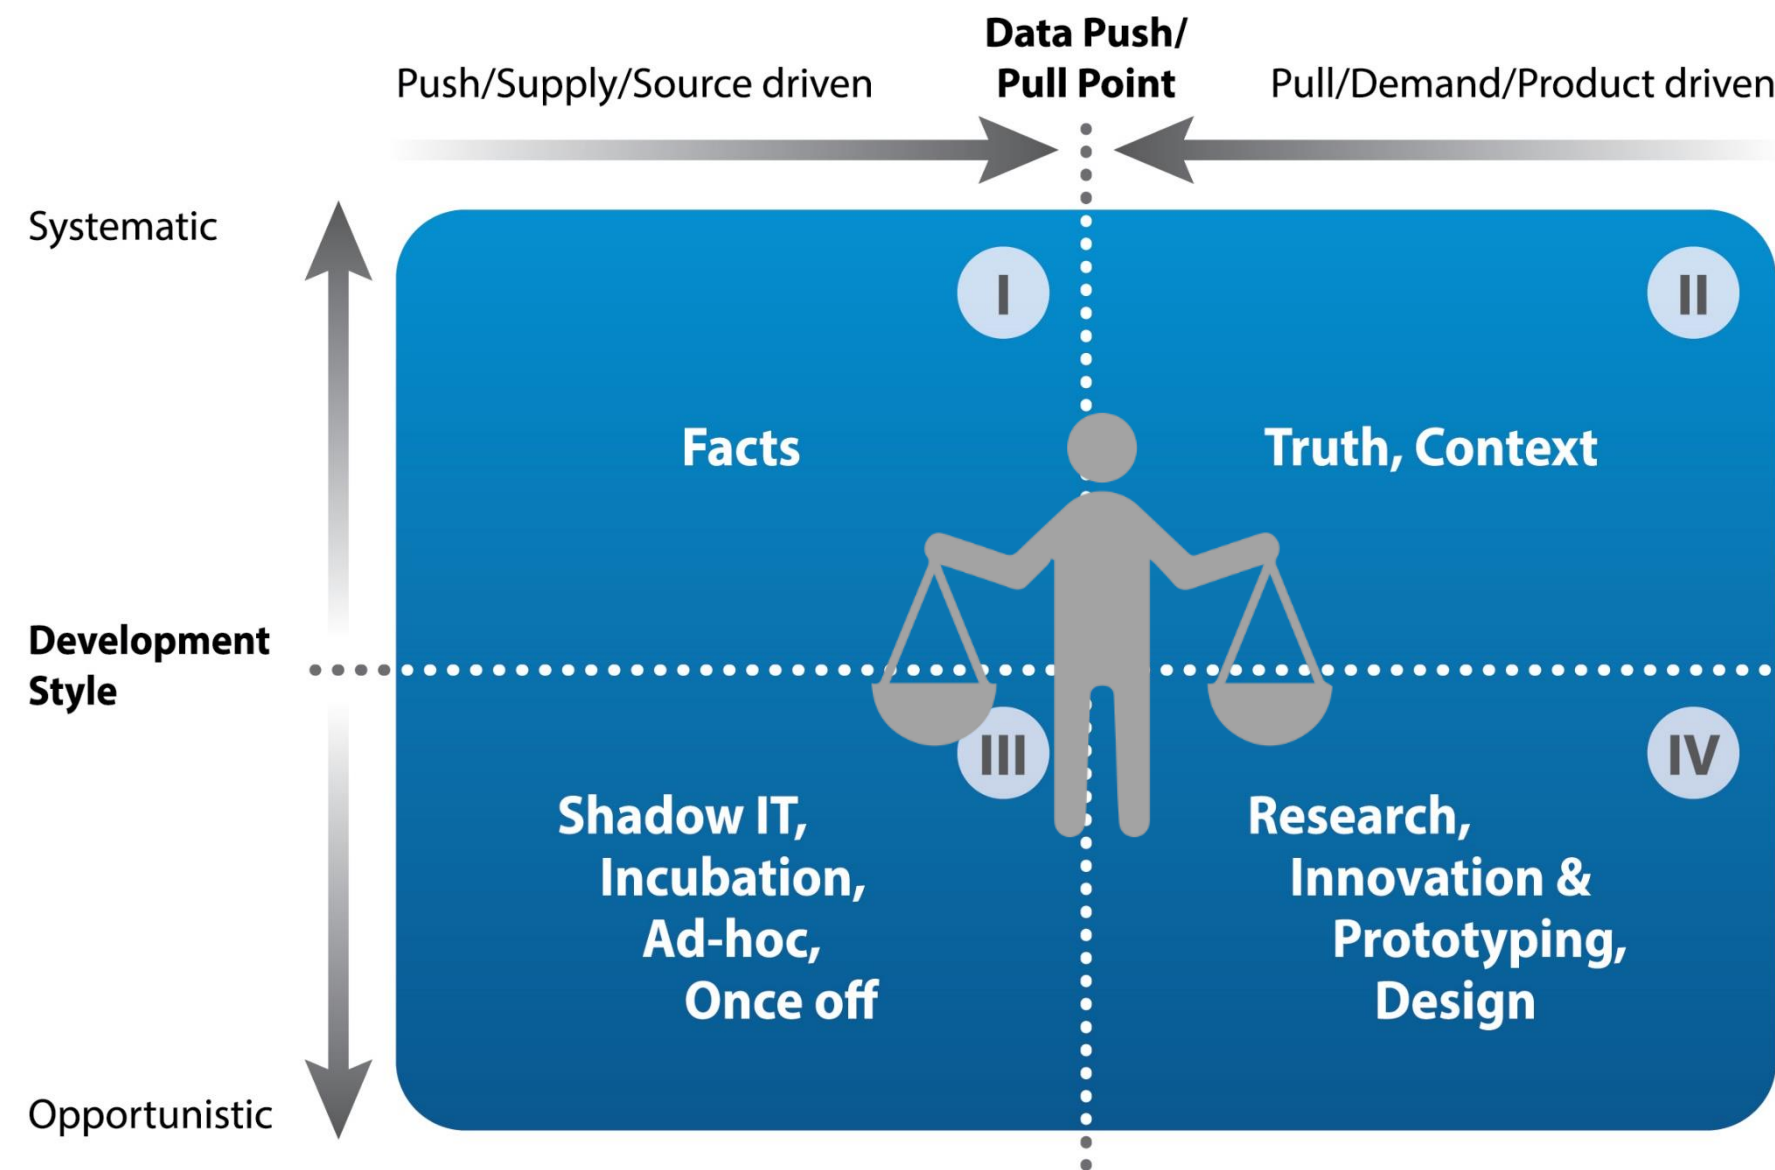 Data Push/
Pull Point
Push/Supply/Source driven
Pull/Demand/Product driven
Systematic
I
II
Facts
Truth, Context
Development
Style
III
IV
Shadow IT,
Incubation,
Ad-hoc,
Once off
Research,
Innovation &
Prototyping,
Design
Opportunistic